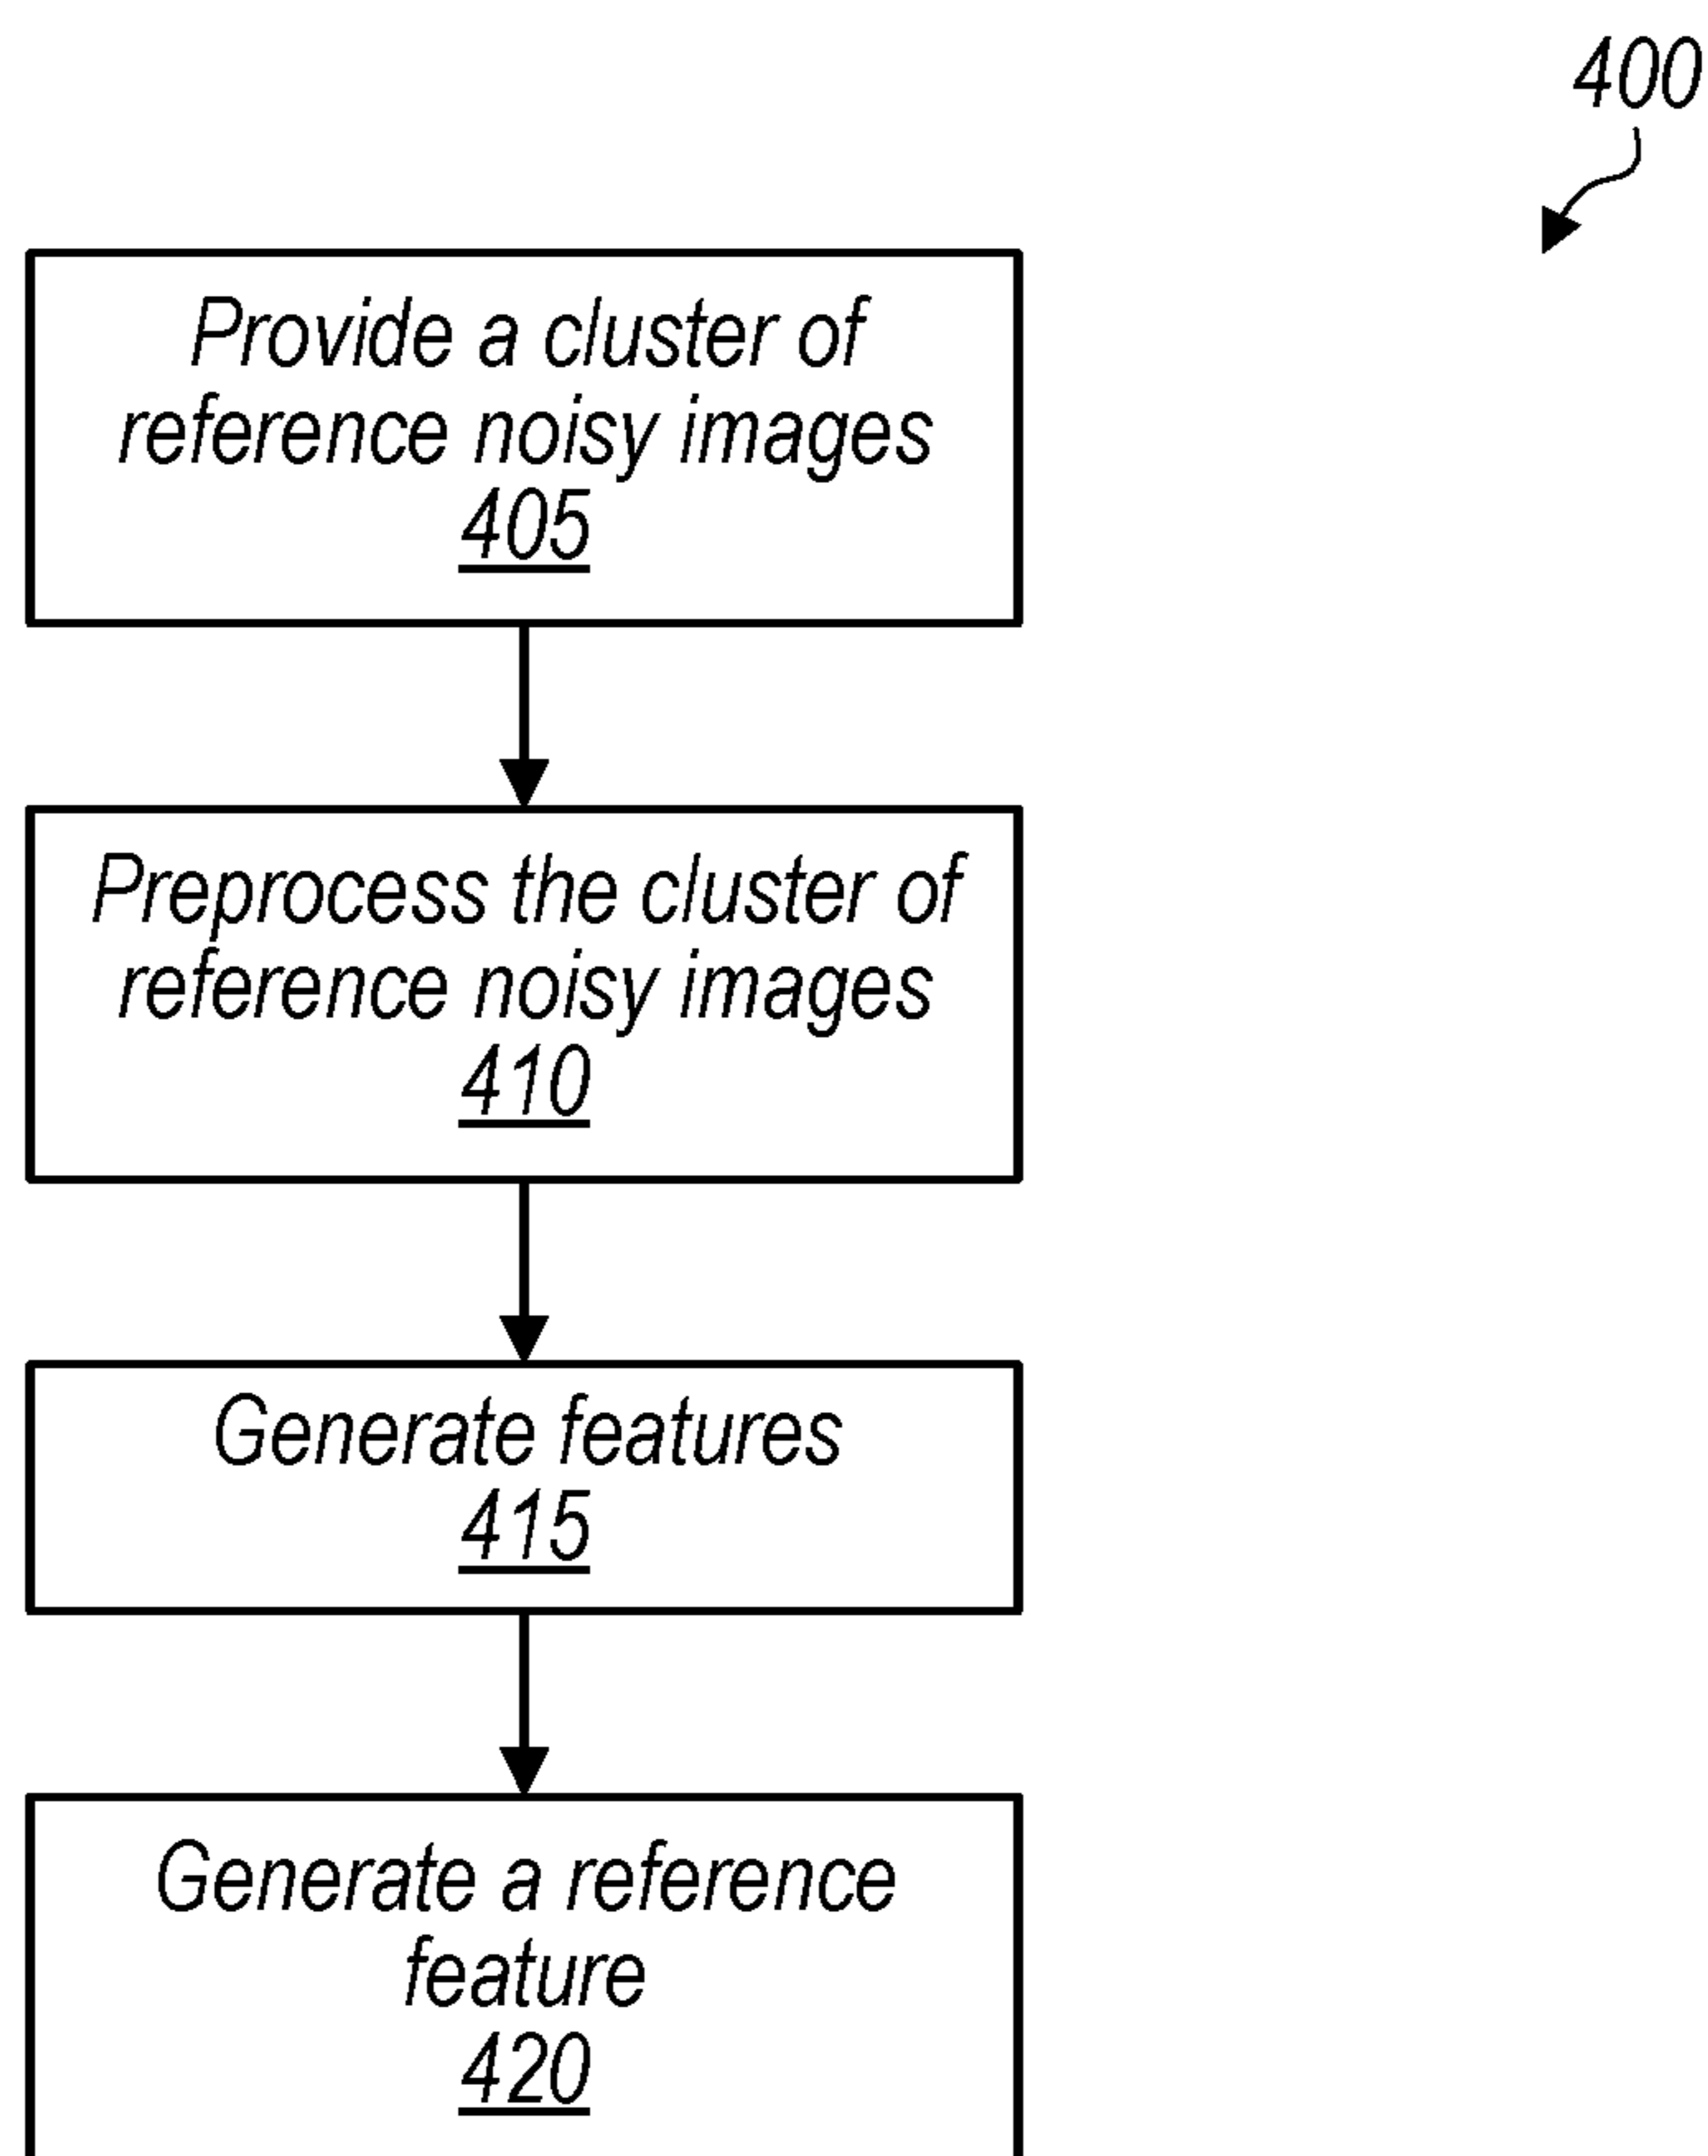 400
Provide a cluster of
reference noisy images
405
Preprocess the cluster of
reference noisy images
410
Generate features
415
Generate a reference
feature
420